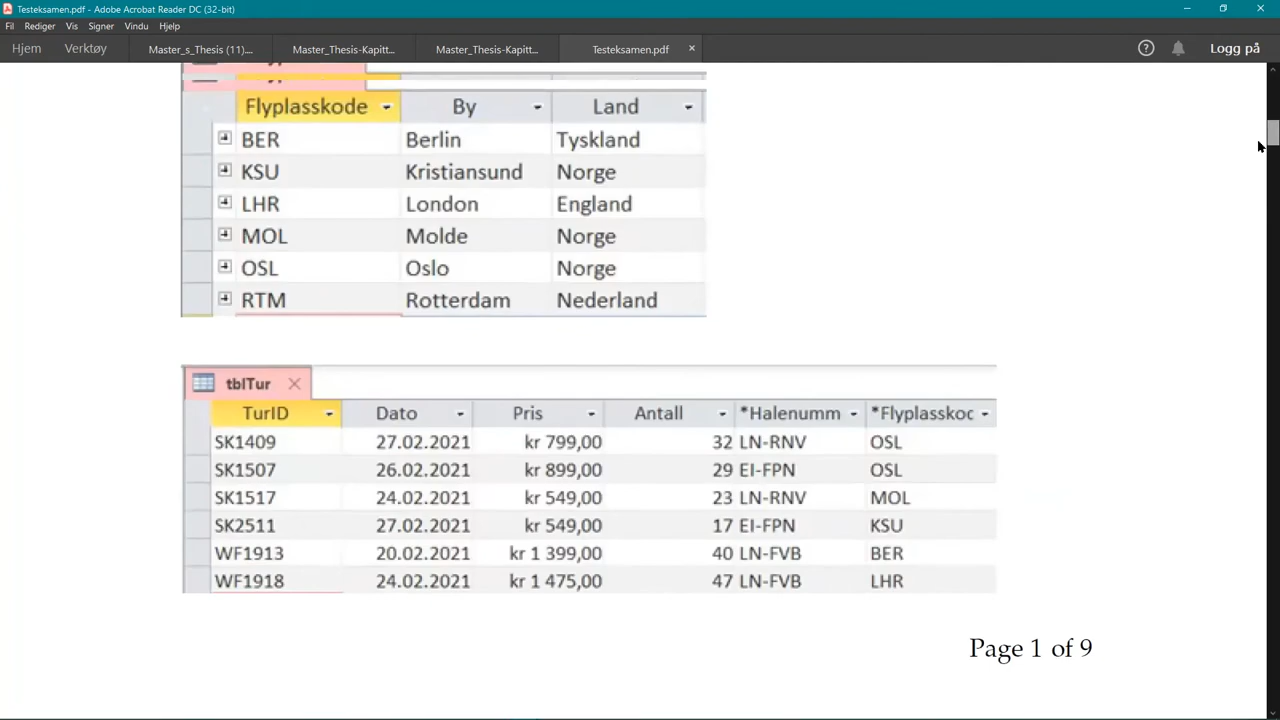 Testeksamen.pdf - Adobe Acrobat Reader DC (32-bit)
Fil Rediger Vis Signer Vindu Hjelp
Hjem Verktøy Master_s_Thesis (11).... Master_Thesis-Kapitt... Master_Thesis-Kapitt... Testeksamen.pdf × Logg på
Flyplasskode By Land
BER Berlin Tyskland
KSU Kristiansund Norge
LHR London England
MOL Molde Norge
OSL Oslo Norge
RTM Rotterdam Nederland
tblTur
TurID Dato Pris Antall *Halenumm *Flyplasskoc
SK1409 27.02.2021 kr 799,00 32 LN-RNV OSL
SK1507 26.02.2021 kr 899,00 29 EI-FPN OSL
SK1517 24.02.2021 kr 549,00 23 LN-RNV MOL
SK2511 27.02.2021 kr 549,00 17 EI-FPN KSU
WF1913 20.02.2021 kr 1 399,00 40 LN-FVB BER
WF1918 24.02.2021 kr 1 475,00 47 LN-FVB LHR
Page 1 of 9